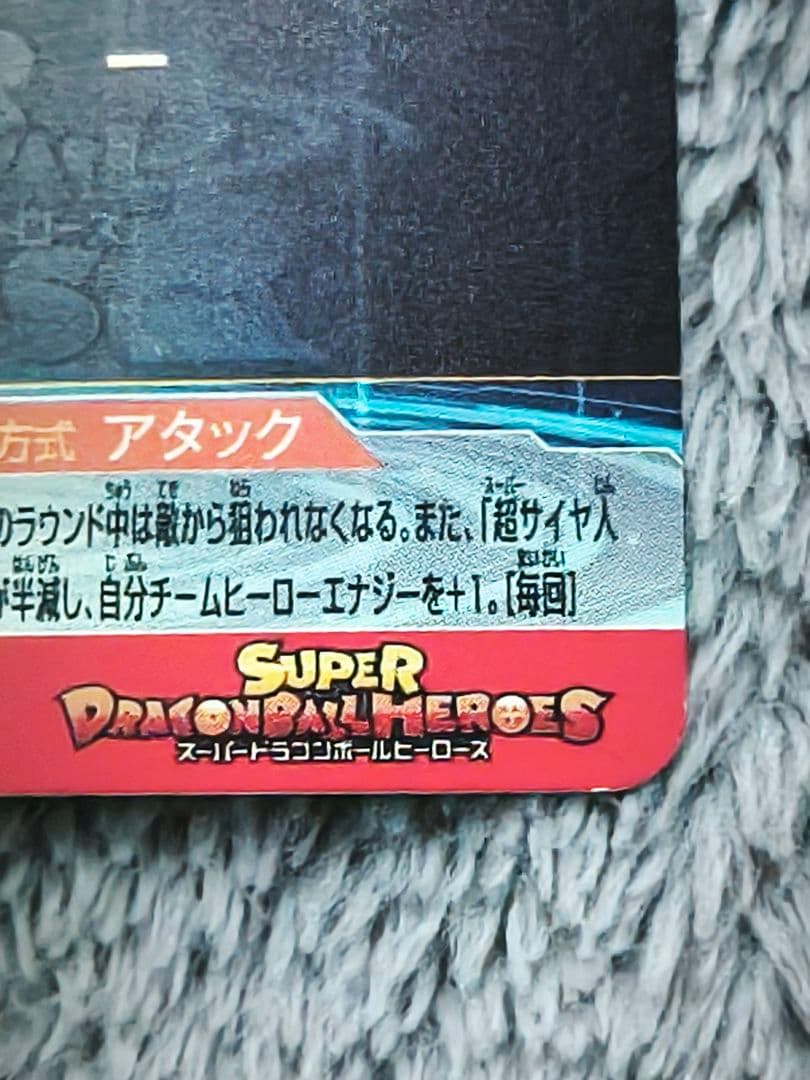 方式 アタック
のラウンド中は敵から狙われなくなる。また、「超サイヤ人
が半減し、自分チームヒーローエナジーを+1。[毎回]
SUPER
DRAGONBALL HEROES
スーパードラゴンボールヒーローズ